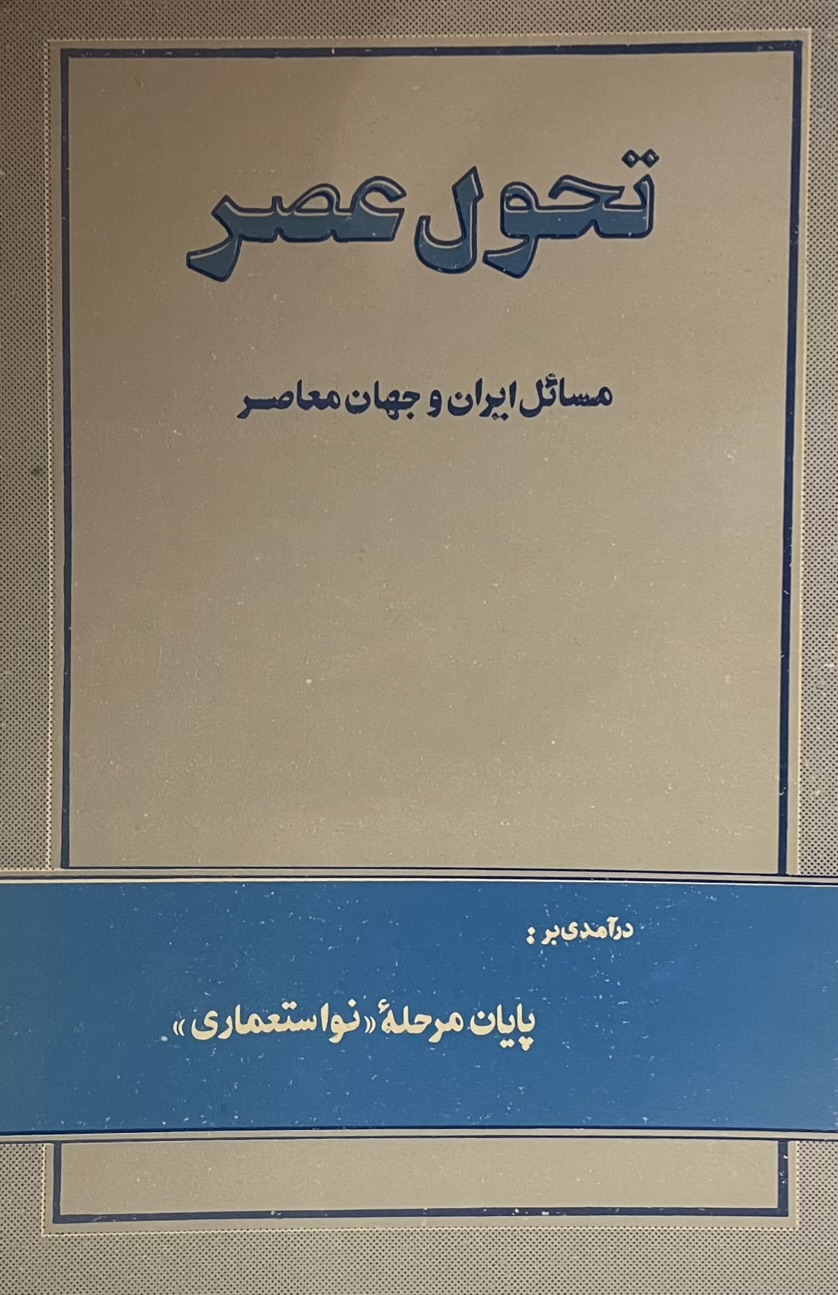 تحول عصر
مسائل ایران و جهان معاصر
درآمدی بر :
پایان مرحلهٔ «نواستعماری»